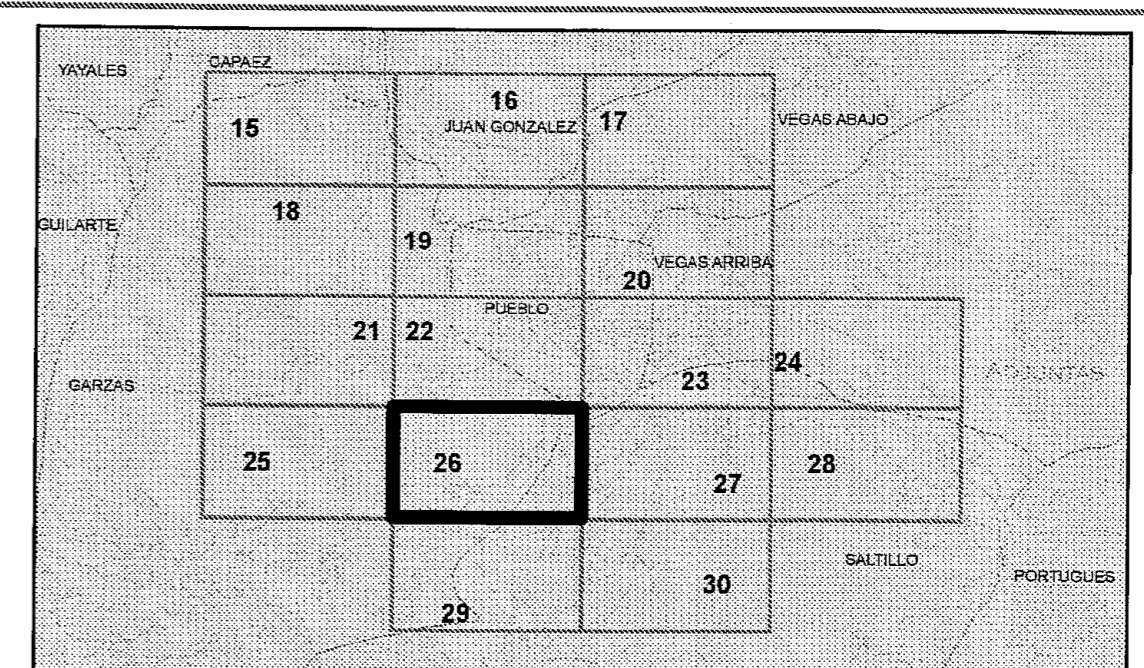 CAPAEZ
YAYALES
16
15
JUAN GONZALEZ
17
VEGAS ABAJO
18
GUILARTE
19
VEGAS ARRIBA
20
PUEBLO
21
22
24
ADJUNTAS
23
GARZAS
25
26
28
27
SALTILLO
PORTUGUES
30
29